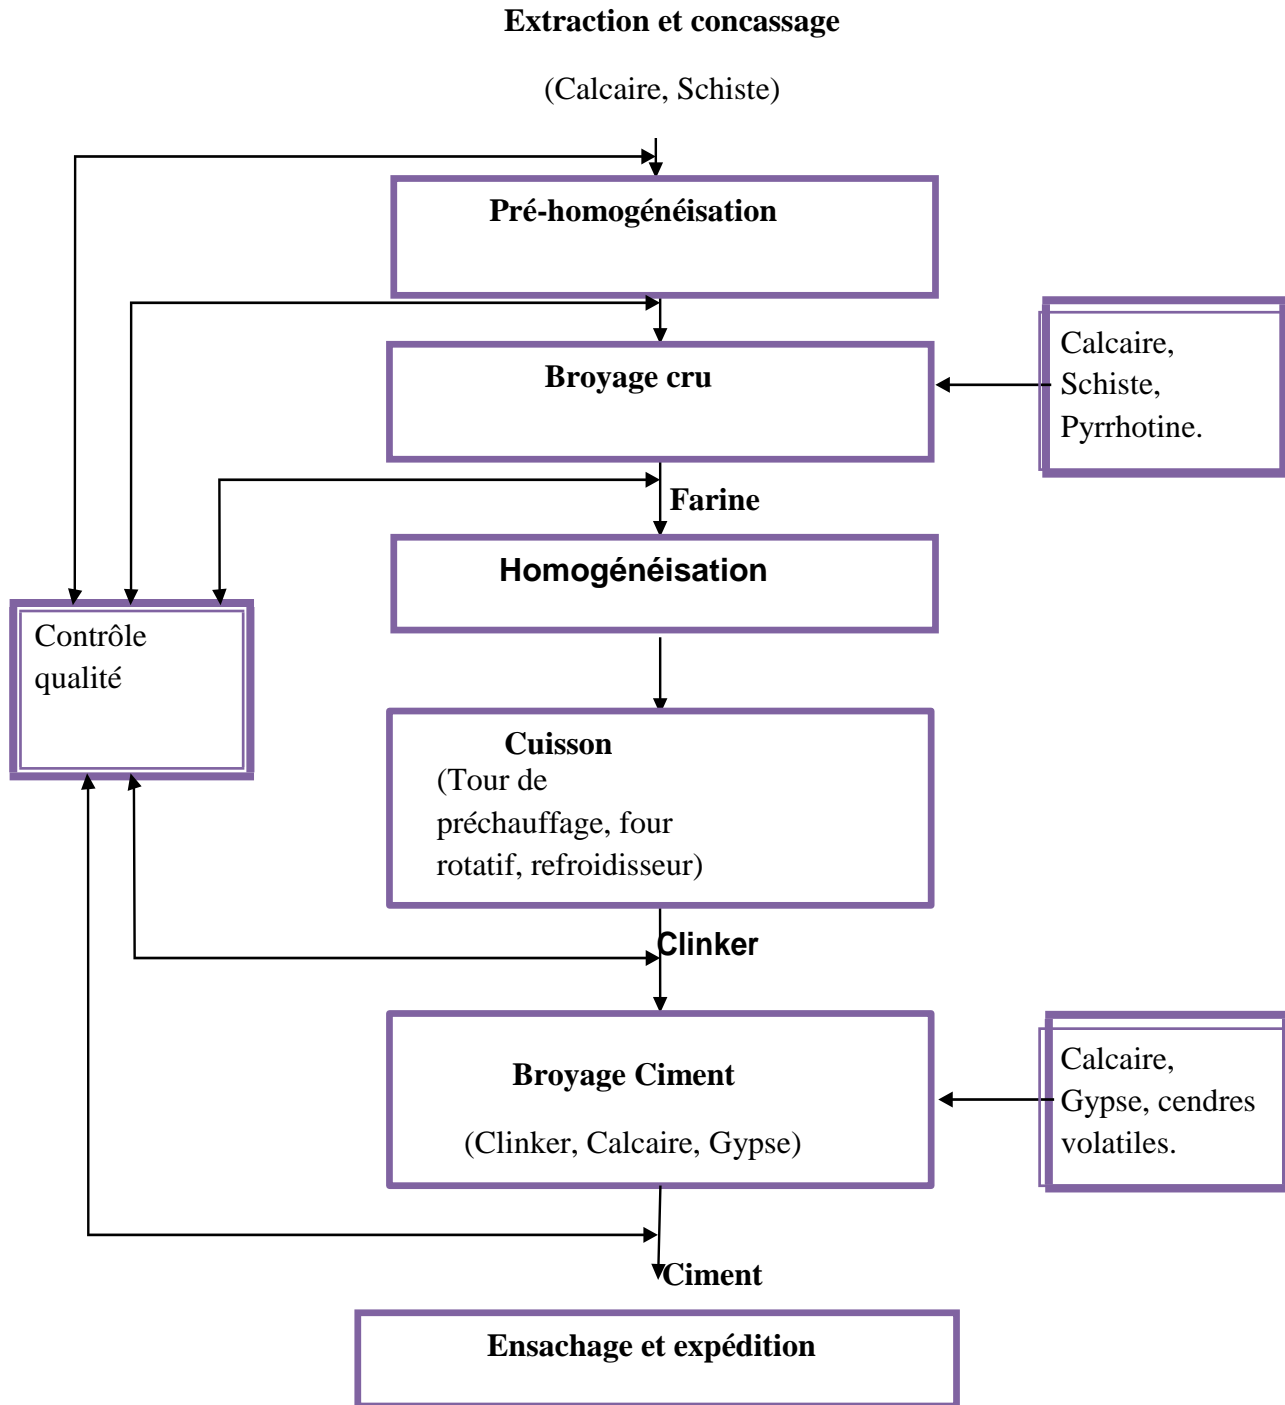 Extraction et concassage
(Calcaire, Schiste)
Pré-homogénéisation
Broyage cru
Calcaire,
Schiste,
Pyrrhotine.
Farine
Homogénéisation
Contrôle
qualité
Cuisson
(Tour de
préchauffage, four
rotatif, refroidisseur)
Clinker
Broyage Ciment
(Clinker, Calcaire, Gypse)
Calcaire,
Gypse, cendres
volatiles.
Ciment
Ensachage et expédition